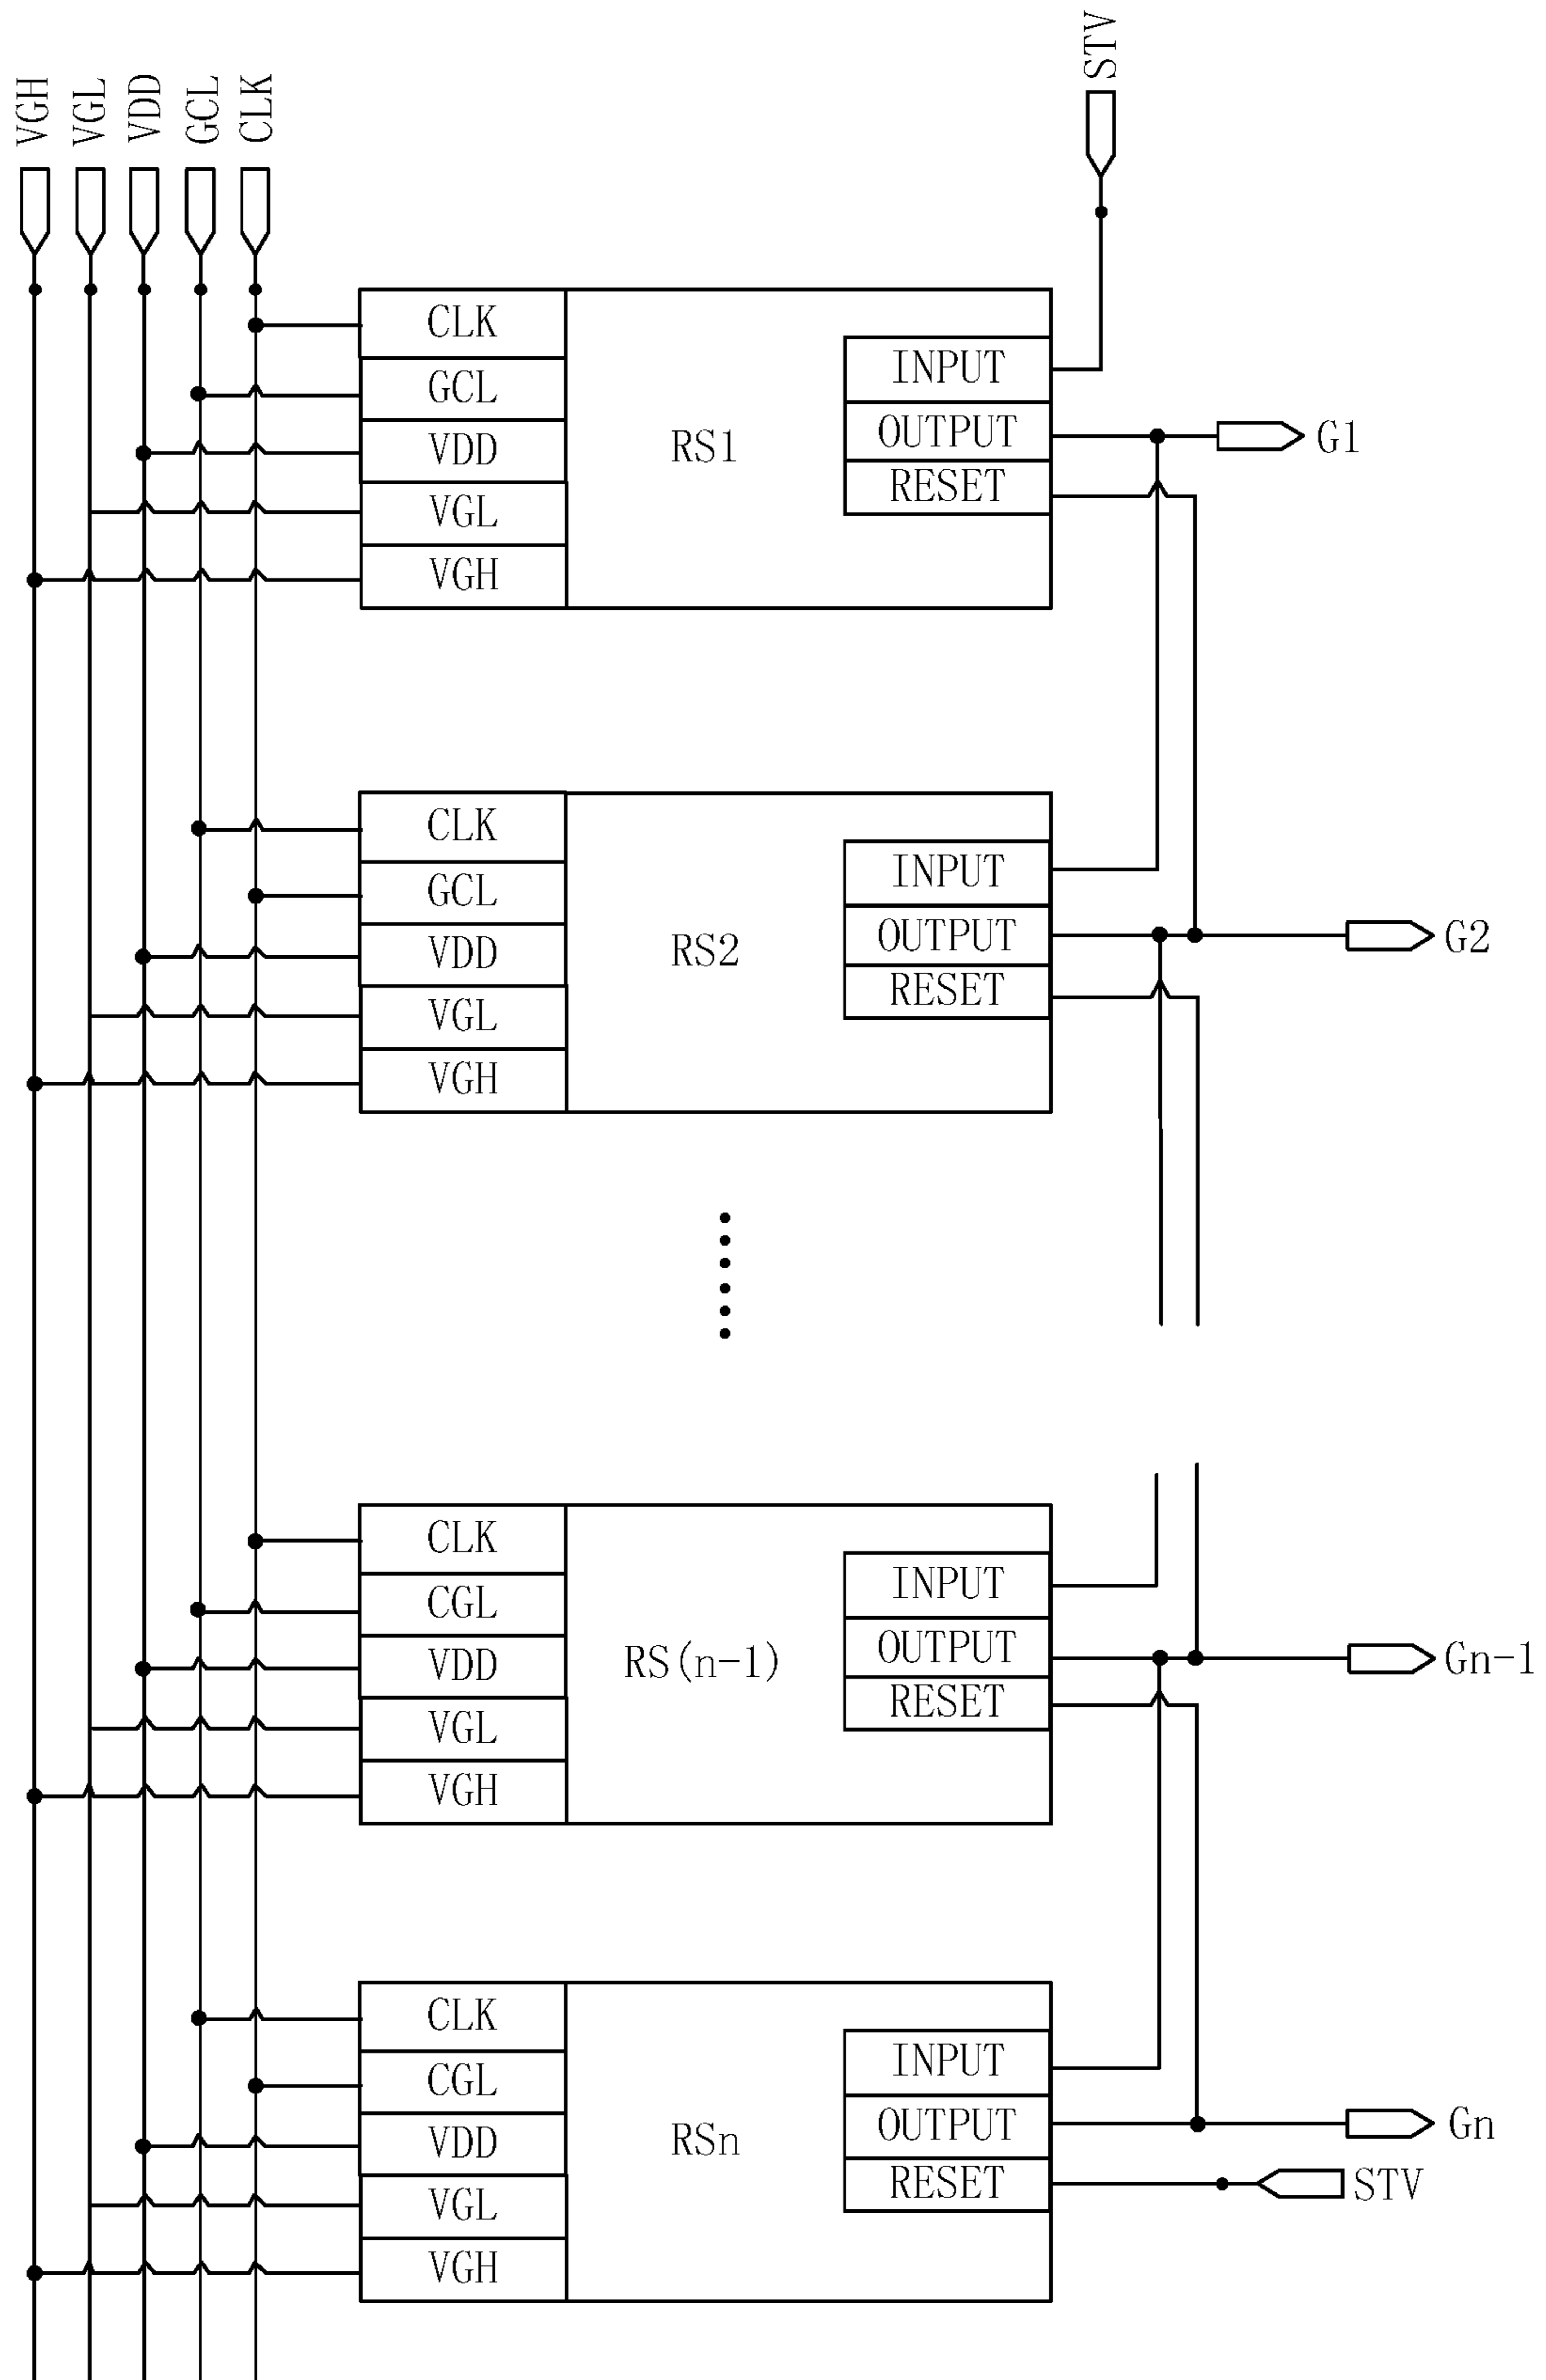 VGH
VGL
VDD
GCL
CLK
STV
CLK
GCL
VDD
VGL
VGH
RS1
INPUT
OUTPUT
RESET
G1
CLK
GCL
VDD
VGL
VGH
RS2
INPUT
OUTPUT
RESET
G2
CLK
CGL
VDD
VGL
VGH
RS(n-1)
INPUT
OUTPUT
RESET
Gn-1
CLK
CGL
VDD
VGL
VGH
RSn
INPUT
OUTPUT
RESET
Gn
STV